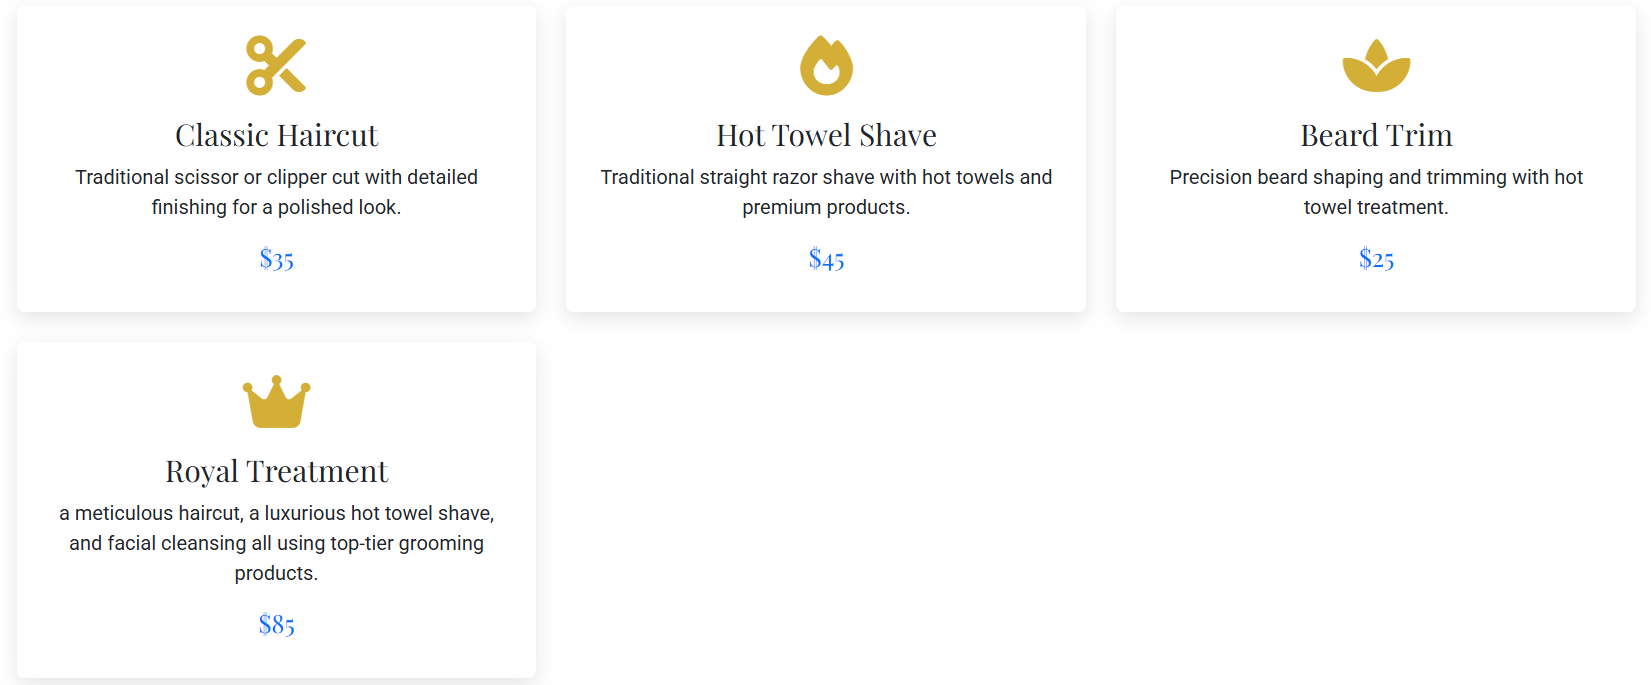 Classic Haircut
Traditional scissor or clipper cut with detailed
finishing for a polished look.
$35
Hot Towel Shave
Traditional straight razor shave with hot towels and
premium products.
$45
Beard Trim
Precision beard shaping and trimming with hot
towel treatment.
$25
Royal Treatment
a meticulous haircut, a luxurious hot towel shave,
and facial cleansing all using top-tier grooming
products.
$85